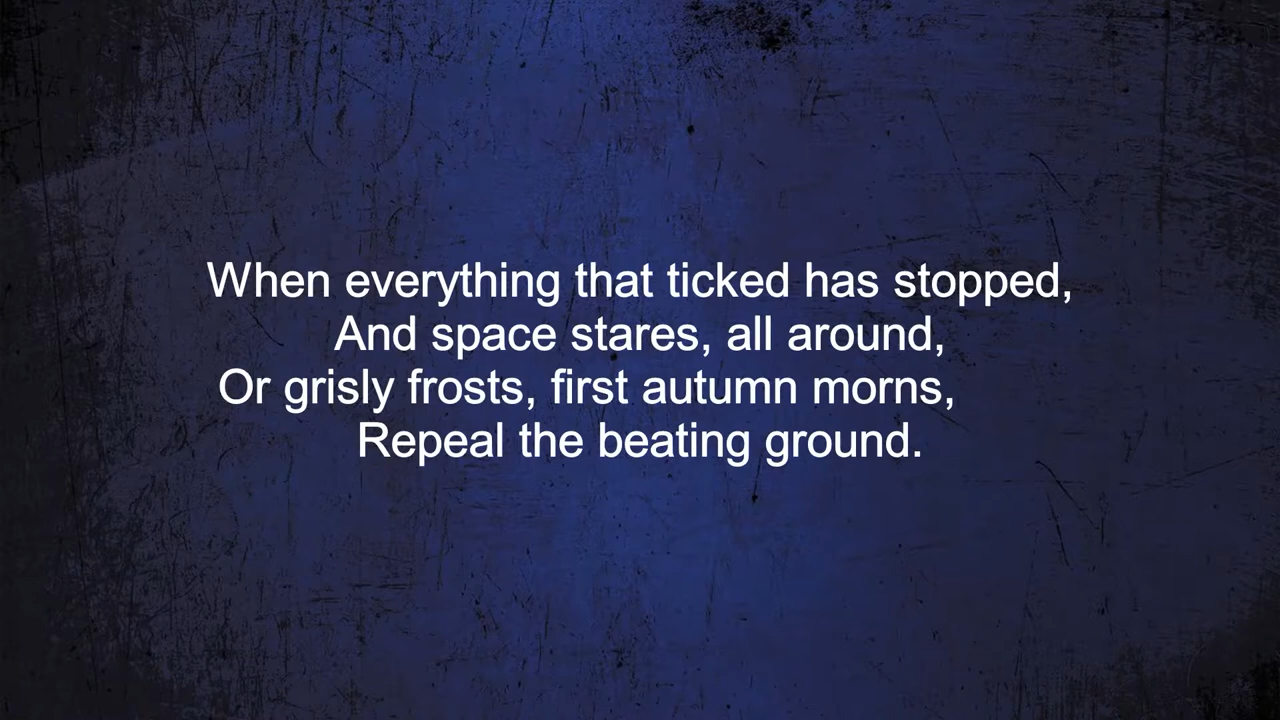 When everything that ticked has stopped,
And space stares, all around,
Or grisly frosts, first autumn morns,
Repeal the beating ground.